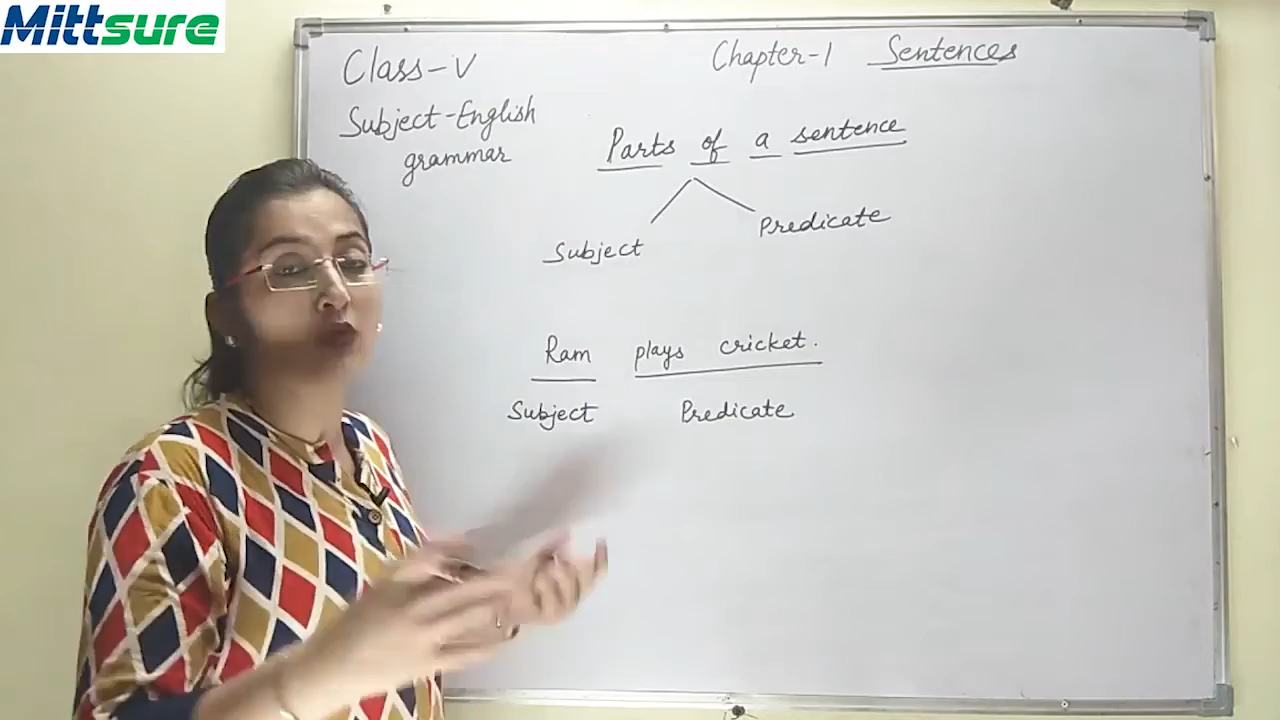 Mittsure
Class-V
Chapter-1 Sentences
Subject-English
grammar
Parts of a sentence
Subject
Predicate
Ram plays cricket.
Subject Predicate